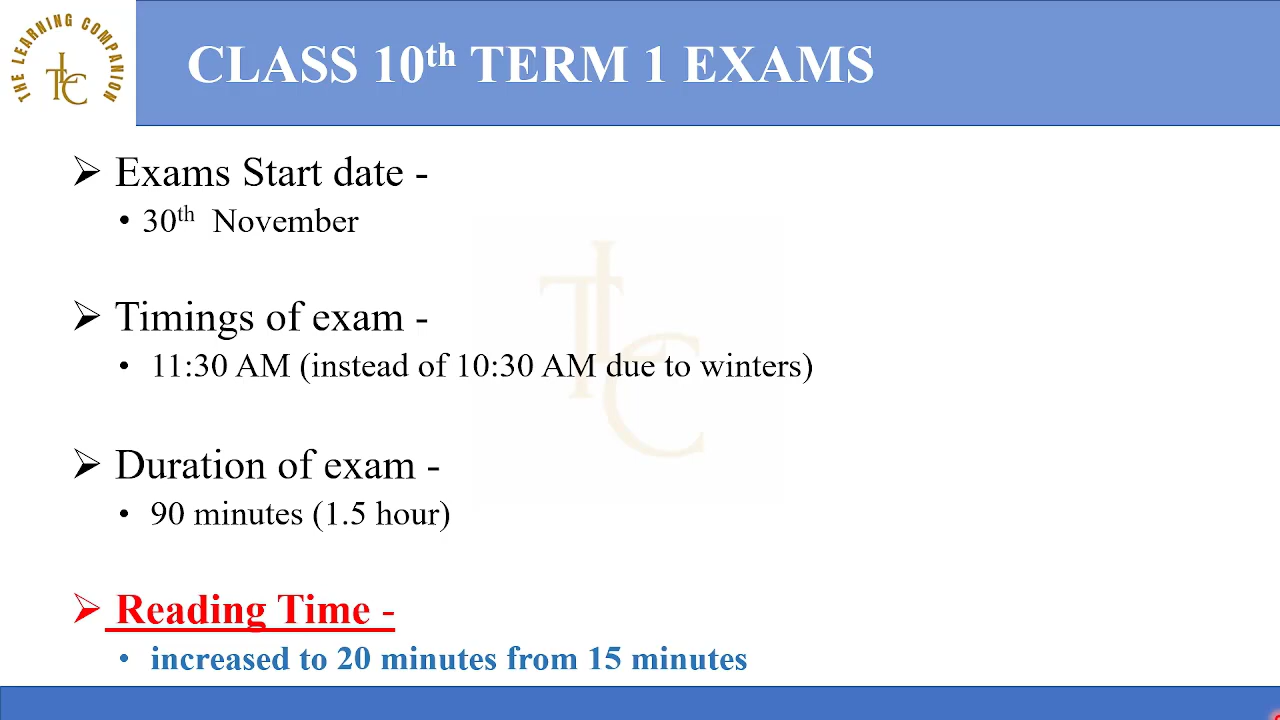 THE LEARNING COMPANION
TLC
CLASS 10th TERM 1 EXAMS
➢ Exams Start date -
• 30th November
➢ Timings of exam -
• 11:30 AM (instead of 10:30 AM due to winters)
TLC
➢ Duration of exam -
• 90 minutes (1.5 hour)
➢ Reading Time -
• increased to 20 minutes from 15 minutes